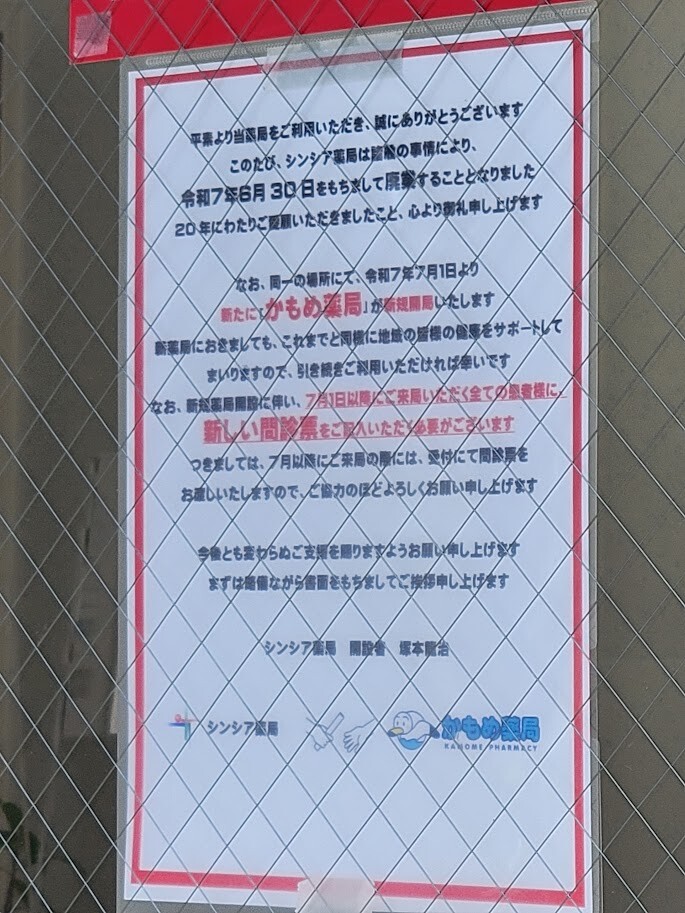 平素より当薬局をご利用いただき、誠にありがとうございます
このたび、シンシア薬局は諸般の事情により、
令和7年6月30日をもちまして廃業することとなりました
20年にわたりご愛顧いただきましたこと、心より御礼申し上げます
なお、同一の場所にて、令和7年7月1日より
新たに「かもめ薬局」が新規開局いたします
新薬局におきましても、これまでと同様に地域の皆様の健康をサポートして
まいりますので、引き続きご利用いただければ幸いです
なお、新規薬局開設に伴い、7月1日以降にご来局いただく全ての患者様に、
新しい問診票をご記入いただく必要がございます
つきましては、7月以降にご来局の際には、受付にて問診票を
お渡しいたしますので、ご協力のほどよろしくお願い申し上げます
今後とも変わらぬご支援を賜りますようお願い申し上げます
まずは略儀ながら書面をもちましてご挨拶申し上げます
シンシア薬局 開設者 塚本 治
シンシア薬局
かもめ薬局
KAMOME PHARMACY